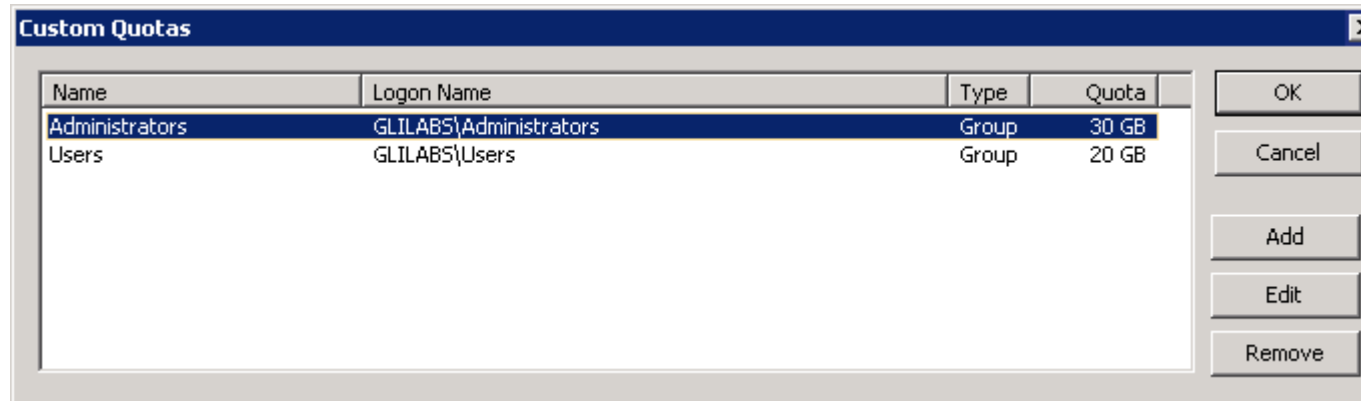 Custom Quotas
Name Logon Name Type Quota
Administrators GLILABS\Administrators Group 30 GB
Users GLILABS\Users Group 20 GB
OK
Cancel
Add
Edit
Remove